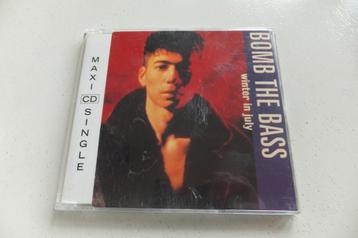 MAXI CD SINGLE
BOMB THE BASS
winter in july